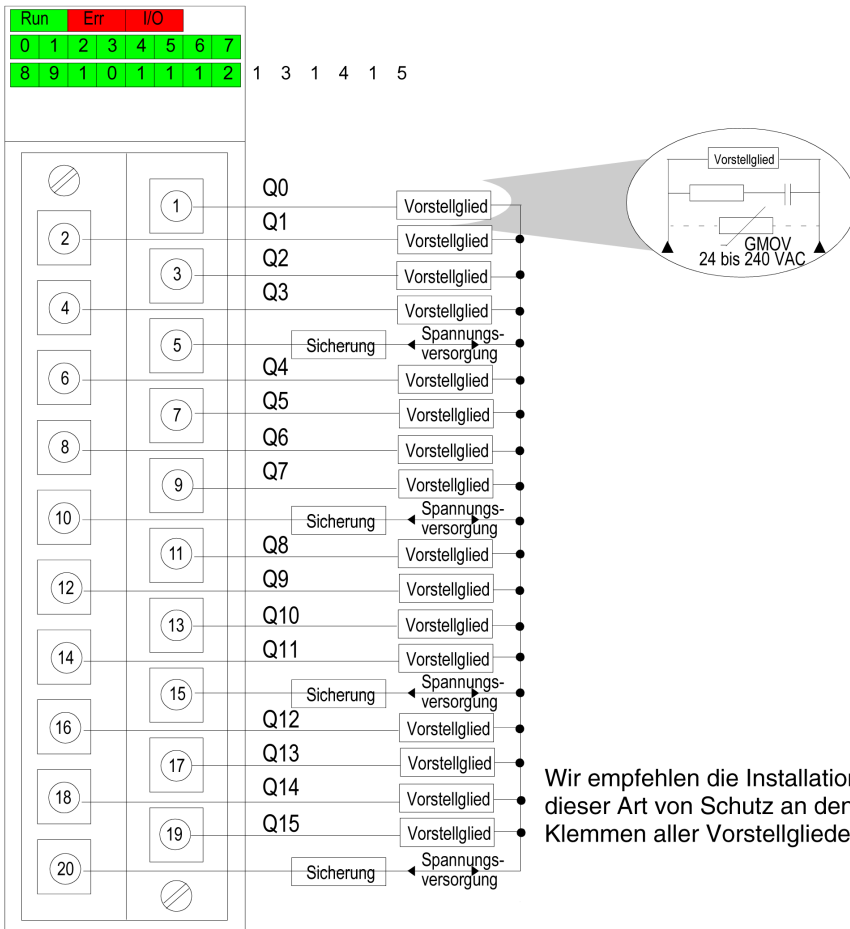 Run Err I/O
0 1 2 3 4 5 6 7
8 9 1 0 1 1 1 2 1 3 1 4 1 5
Vorstellglied
GMOV
24 bis 240 VAC
1 Q0 Vorstellglied
2 Q1 Vorstellglied
3 Q2 Vorstellglied
4 Q3 Vorstellglied
5 Sicherung Spannungs-
versorgung
6 Q4 Vorstellglied
7 Q5 Vorstellglied
8 Q6 Vorstellglied
9 Q7 Vorstellglied
10 Sicherung Spannungs-
versorgung
11 Q8 Vorstellglied
12 Q9 Vorstellglied
13 Q10 Vorstellglied
14 Q11 Vorstellglied
15 Sicherung Spannungs-
versorgung
16 Q12 Vorstellglied
17 Q13 Vorstellglied
18 Q14 Vorstellglied
19 Q15 Vorstellglied
20 Sicherung Spannungs-
versorgung
Wir empfehlen die Installation
dieser Art von Schutz an den
Klemmen aller Vorstellgliede